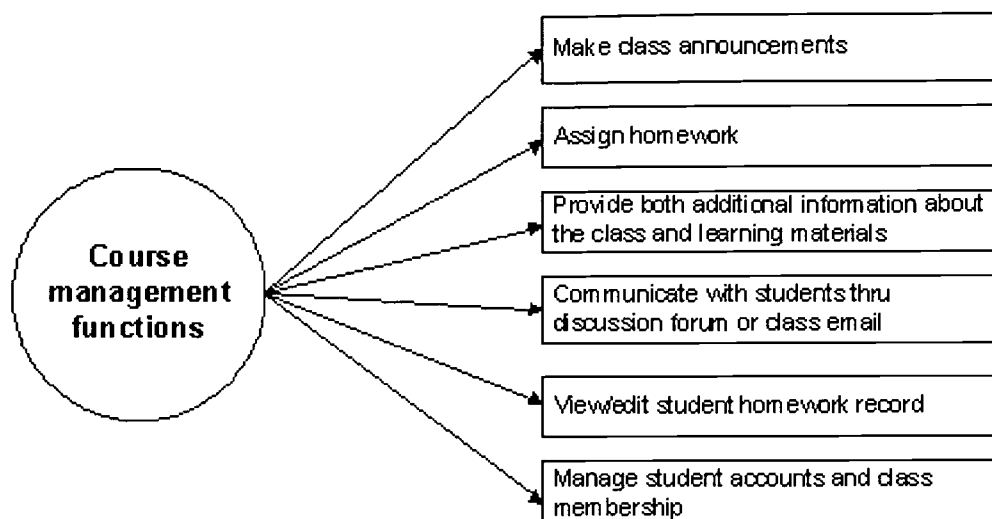 Make class announcements
Assign homework
Provide both additional information about
the class and learning materials
Course
management
functions
Communicate with students thru
discussion forum or class email
View/edit student homework record
Manage student accounts and class
membership